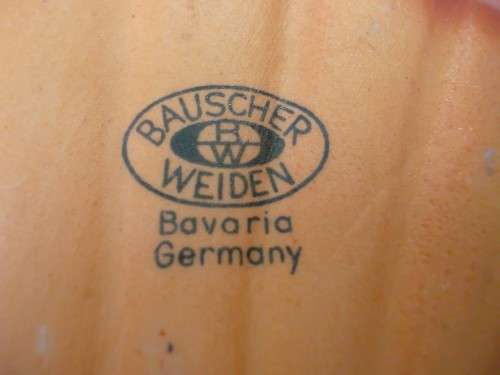 BAUSCHER
B
W
WEIDEN
Bavaria
Germany